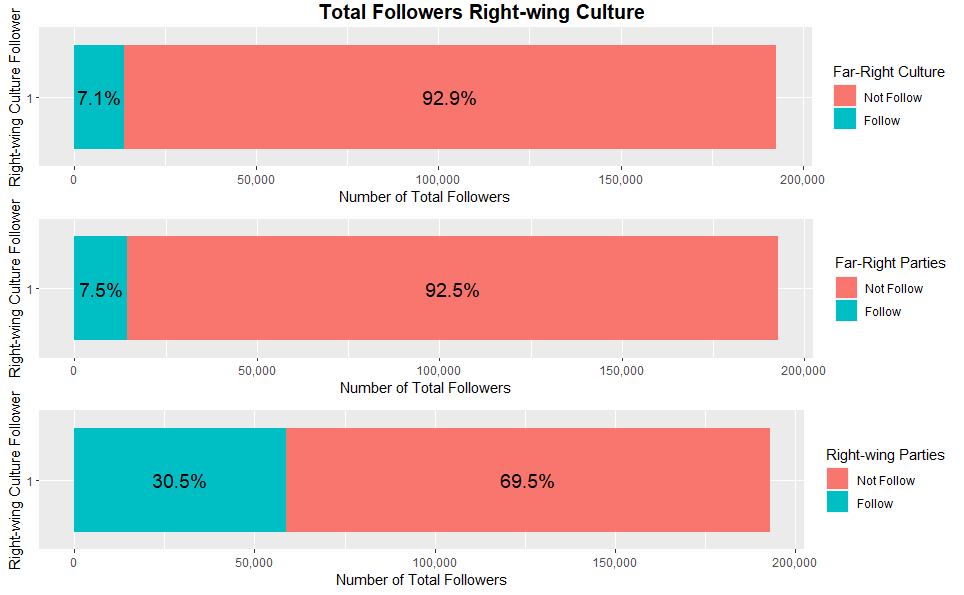 Total Followers Right-wing Culture
Right-wing Culture Follower
1
7.1%
92.9%
0
50,000
100,000
150,000
200,000
Number of Total Followers
Far-Right Culture
Not Follow
Follow
Right-wing Culture Follower
1
7.5%
92.5%
0
50,000
100,000
150,000
200,000
Number of Total Followers
Far-Right Parties
Not Follow
Follow
Right-wing Culture Follower
1
30.5%
69.5%
0
50,000
100,000
150,000
200,000
Number of Total Followers
Right-wing Parties
Not Follow
Follow